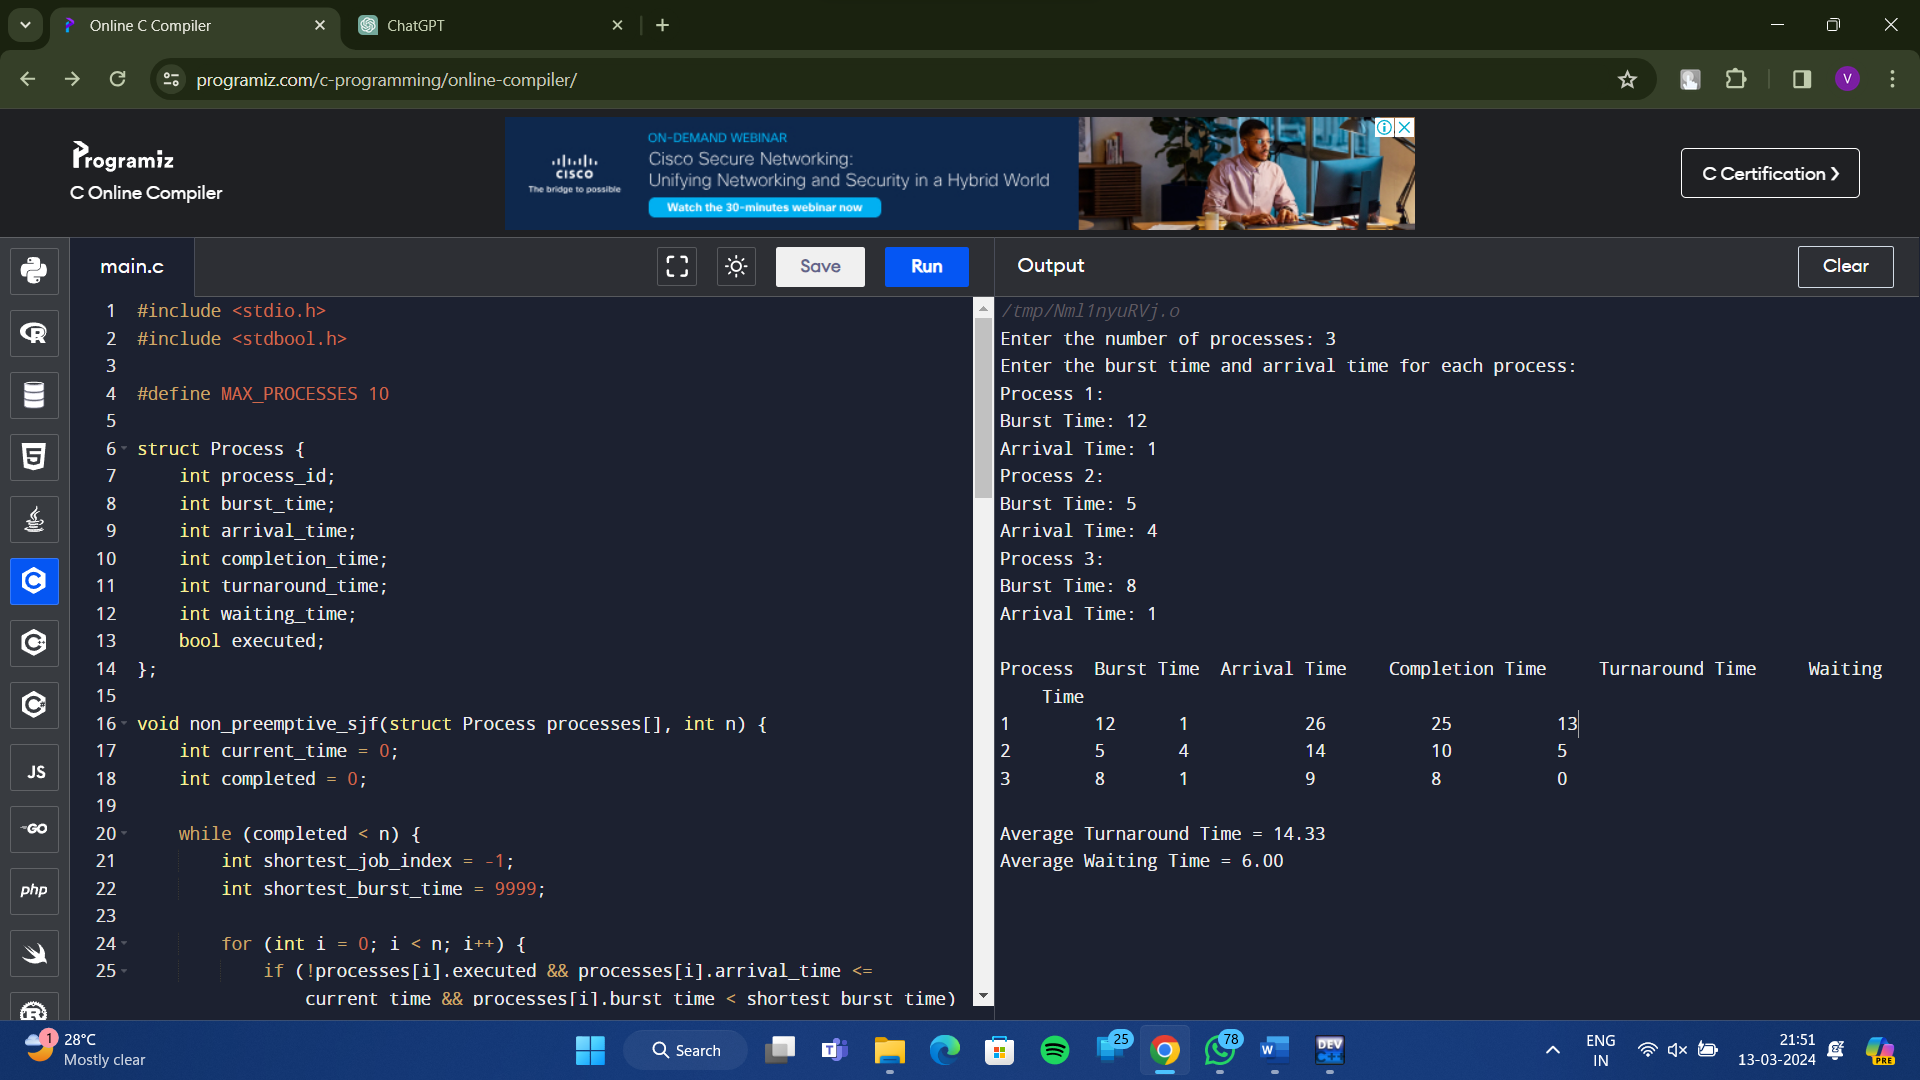 Online C Compiler
ChatGPT
programiz.com/c-programming/online-compiler/
V
Programiz
C Online Compiler
CISCO
The bridge to possible
ON-DEMAND WEBINAR
Cisco Secure Networking:
Unifying Networking and Security in a Hybrid World
Watch the 30-minutes webinar now
C Certification ❯
main.c
Save
Run
Output
Clear
JS
GO
php
1 #include <stdio.h>
2 #include <stdbool.h>
3
4 #define MAX_PROCESSES 10
5
6 struct Process {
7 int process_id;
8 int burst_time;
9 int arrival_time;
10 int completion_time;
11 int turnaround_time;
12 int waiting_time;
13 bool executed;
14 };
15
16 void non_preemptive_sjf(struct Process processes[], int n) {
17 int current_time = 0;
18 int completed = 0;
19
20 while (completed < n) {
21 int shortest_job_index = -1;
22 int shortest_burst_time = 9999;
23
24 for (int i = 0; i < n; i++) {
25 if (!processes[i].executed && processes[i].arrival_time <=
current_time && processes[i].burst_time < shortest_burst_time)
/tmp/Nml1nyuRVj.o
Enter the number of processes: 3
Enter the burst time and arrival time for each process:
Process 1:
Burst Time: 12
Arrival Time: 1
Process 2:
Burst Time: 5
Arrival Time: 4
Process 3:
Burst Time: 8
Arrival Time: 1
Process Burst Time Arrival Time Completion Time Turnaround Time Waiting
Time
1 12 1 26 25 13
2 5 4 14 10 5
3 8 1 9 8 0
Average Turnaround Time = 14.33
Average Waiting Time = 6.00
1
28°C
Mostly clear
Search
25
78
DEV
C++
ENG
IN
21:51
13-03-2024
PRE